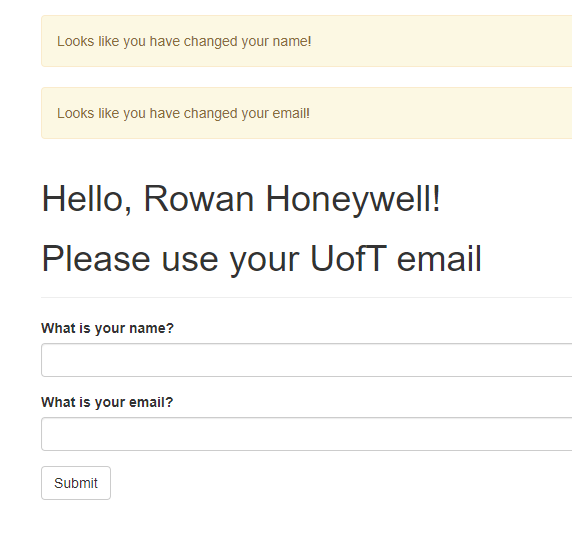 Looks like you have changed your name!
Looks like you have changed your email!
Hello, Rowan Honeywell!
Please use your UofT email
What is your name?
What is your email?
Submit